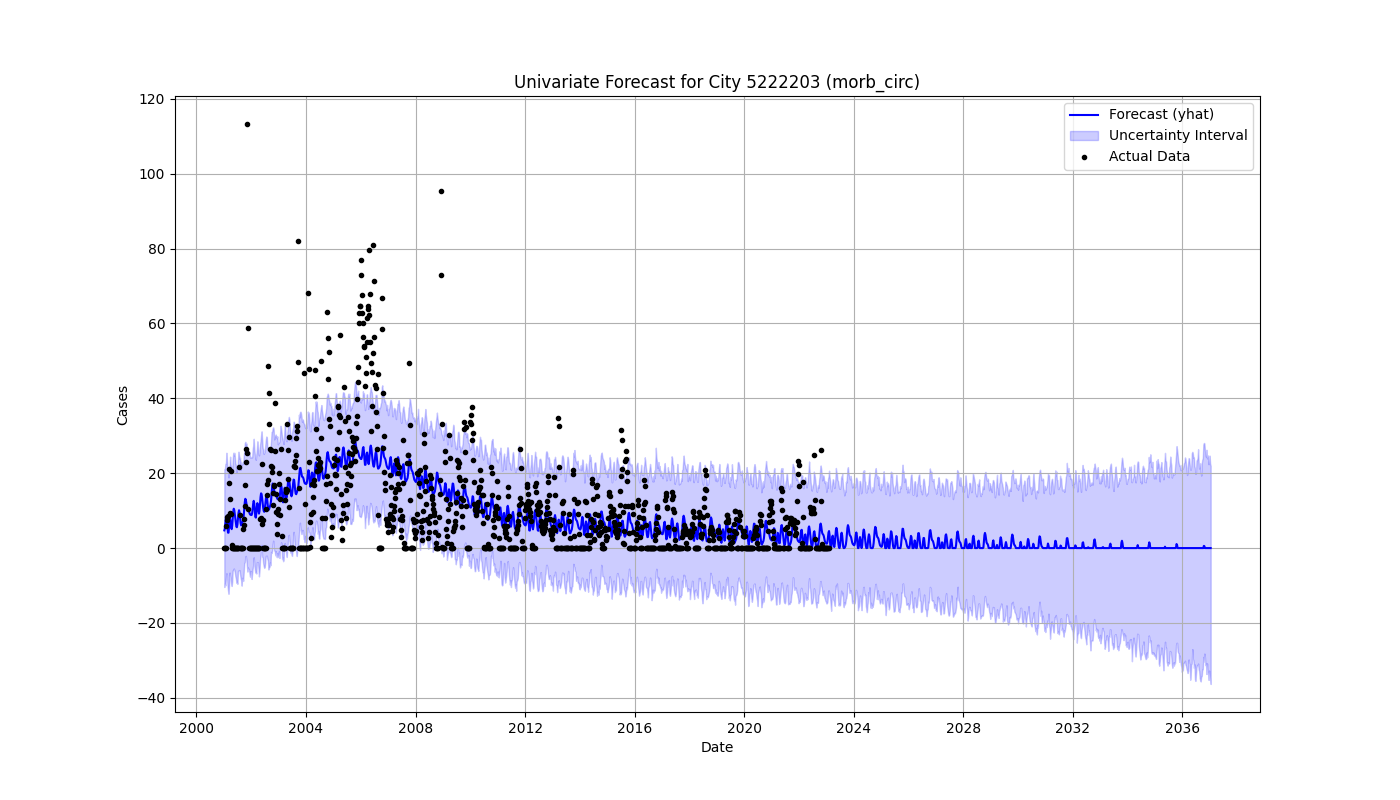 Univariate Forecast for City 5222203 (morb_circ)
Forecast (yhat)
Uncertainty Interval
Actual Data
120
100
80
60
40
20
0
−20
−40
Cases
2000 2004 2008 2012 2016 2020 2024 2028 2032 2036
Date